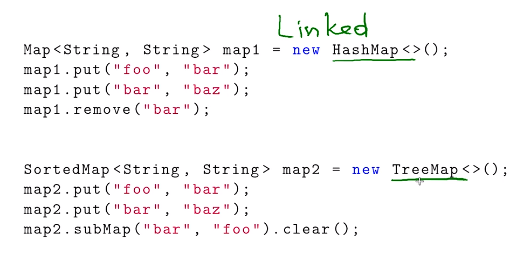 Linked
Map<String, String> map1 = new HashMap<>();
map1.put("foo", "bar");
map1.put("bar", "baz");
map1.remove("bar");
SortedMap<String, String> map2 = new TreeMap<>();
map2.put("foo", "bar");
map2.put("bar", "baz");
map2.subMap("bar", "foo").clear();